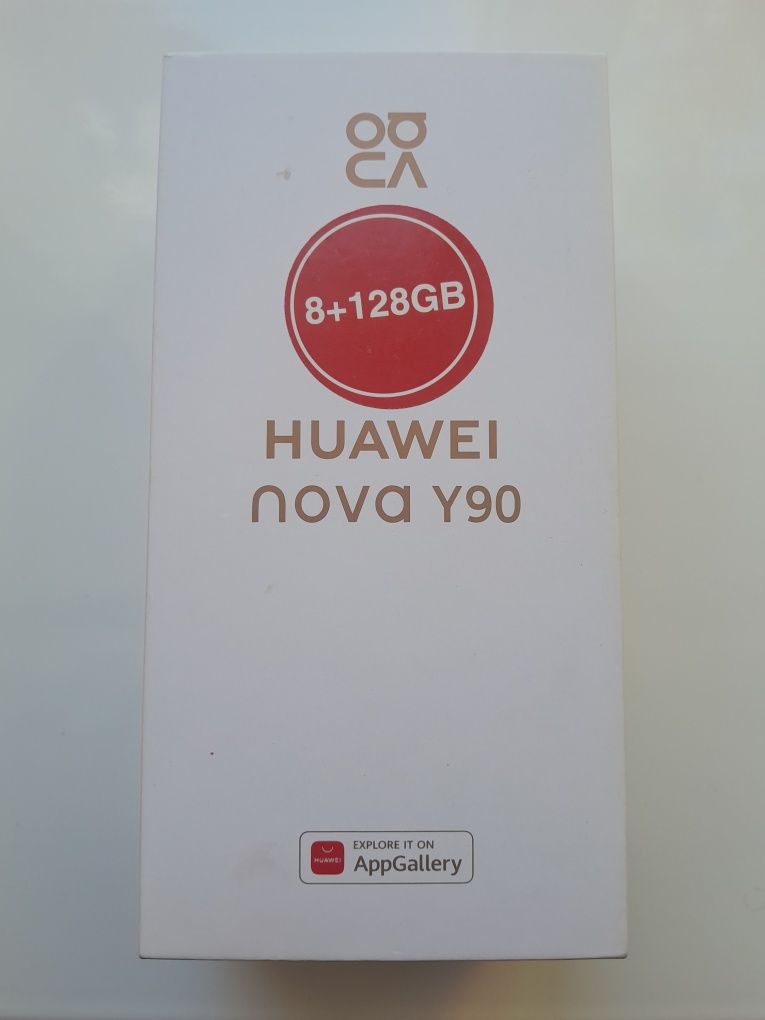 8+128GB
HUAWEI
nova Y90
HUAWEI
EXPLORE IT ON
AppGallery